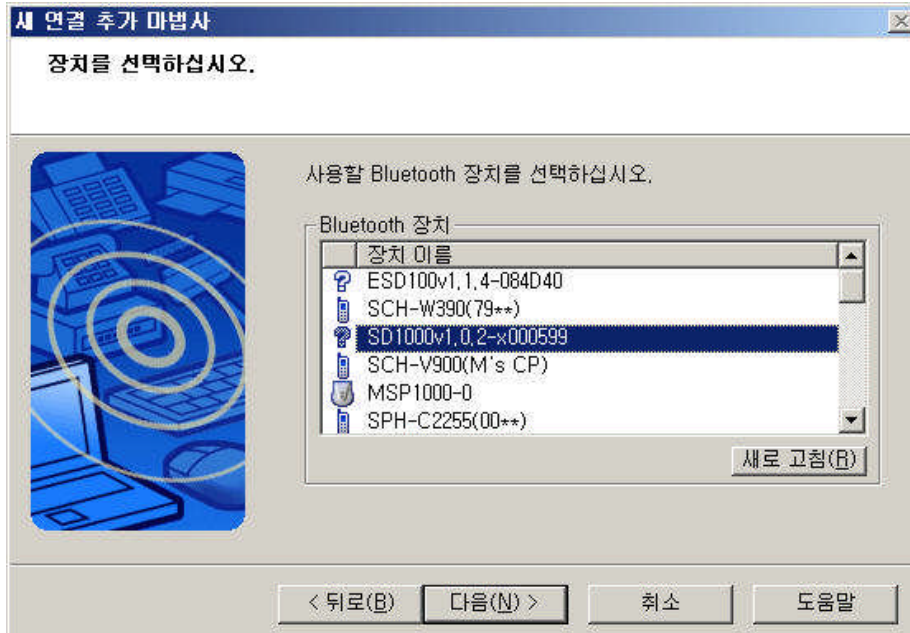 새 연결 추가 마법사
장치를 선택하십시오.
사용할 Bluetooth 장치를 선택하십시오.
Bluetooth 장치
장치 이름
ESD100v1.1.4-084D40
SCH-W390(79**)
SD1000v1.0.2-x000599
SCH-V900(M's CP)
MSP1000-0
SPH-C2255(00**)
새로 고침(R)
< 뒤로(B) 다음(N) > 취소 도움말